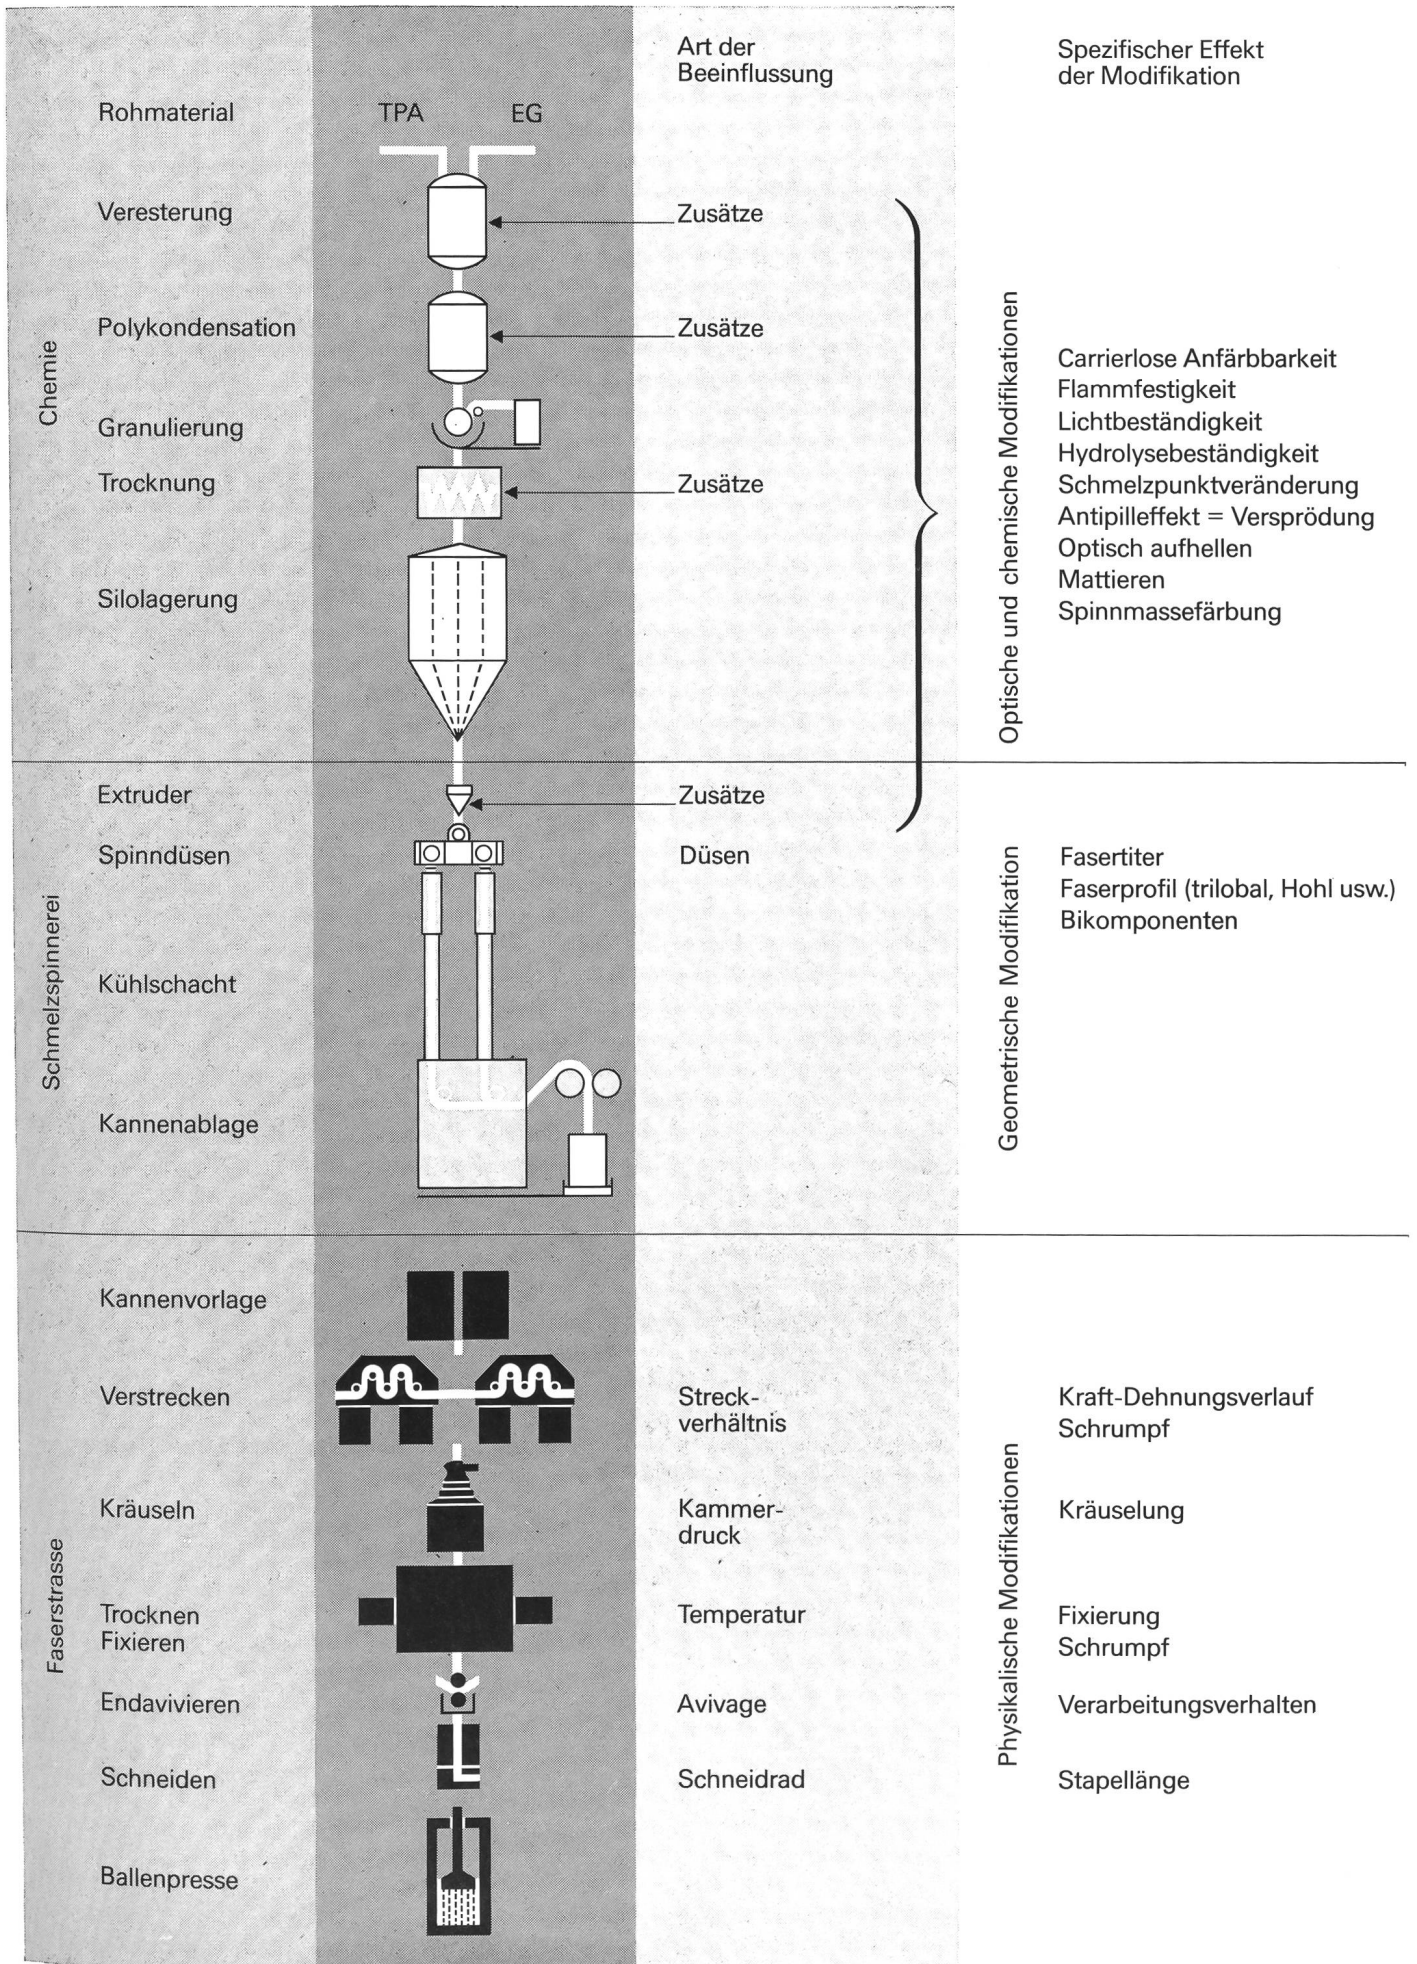 Art der
Beeinflussung
Spezifischer Effekt
der Modifikation
Rohmaterial
TPA
EG
Chemie
Veresterung
Zusätze
Polykondensation
Zusätze
Granulierung
Trocknung
Zusätze
Silolagerung
Optische und chemische Modifikationen
Carrierlose Anfärbbarkeit
Flammfestigkeit
Lichtbeständigkeit
Hydrolysebeständigkeit
Schmelzpunktveränderung
Antipilleffekt = Versprödung
Optisch aufhellen
Mattieren
Spinnmassefärbung
Schmelzspinnerei
Extruder
Zusätze
Spinndüsen
Düsen
Kühlschacht
Kannenablage
Geometrische Modifikation
Fasertiter
Faserprofil (trilobal, Hohl usw.)
Bikomponenten
Faserstrasse
Kannenvorlage
Verstrecken
Streck-
verhältnis
Kraft-Dehnungsverlauf
Schrumpf
Kräuseln
Kammer-
druck
Kräuselung
Physikalische Modifikationen
Trocknen
Fixieren
Temperatur
Fixierung
Schrumpf
Endavivieren
Avivage
Verarbeitungsverhalten
Schneiden
Schneidrad
Stapellänge
Ballenpresse